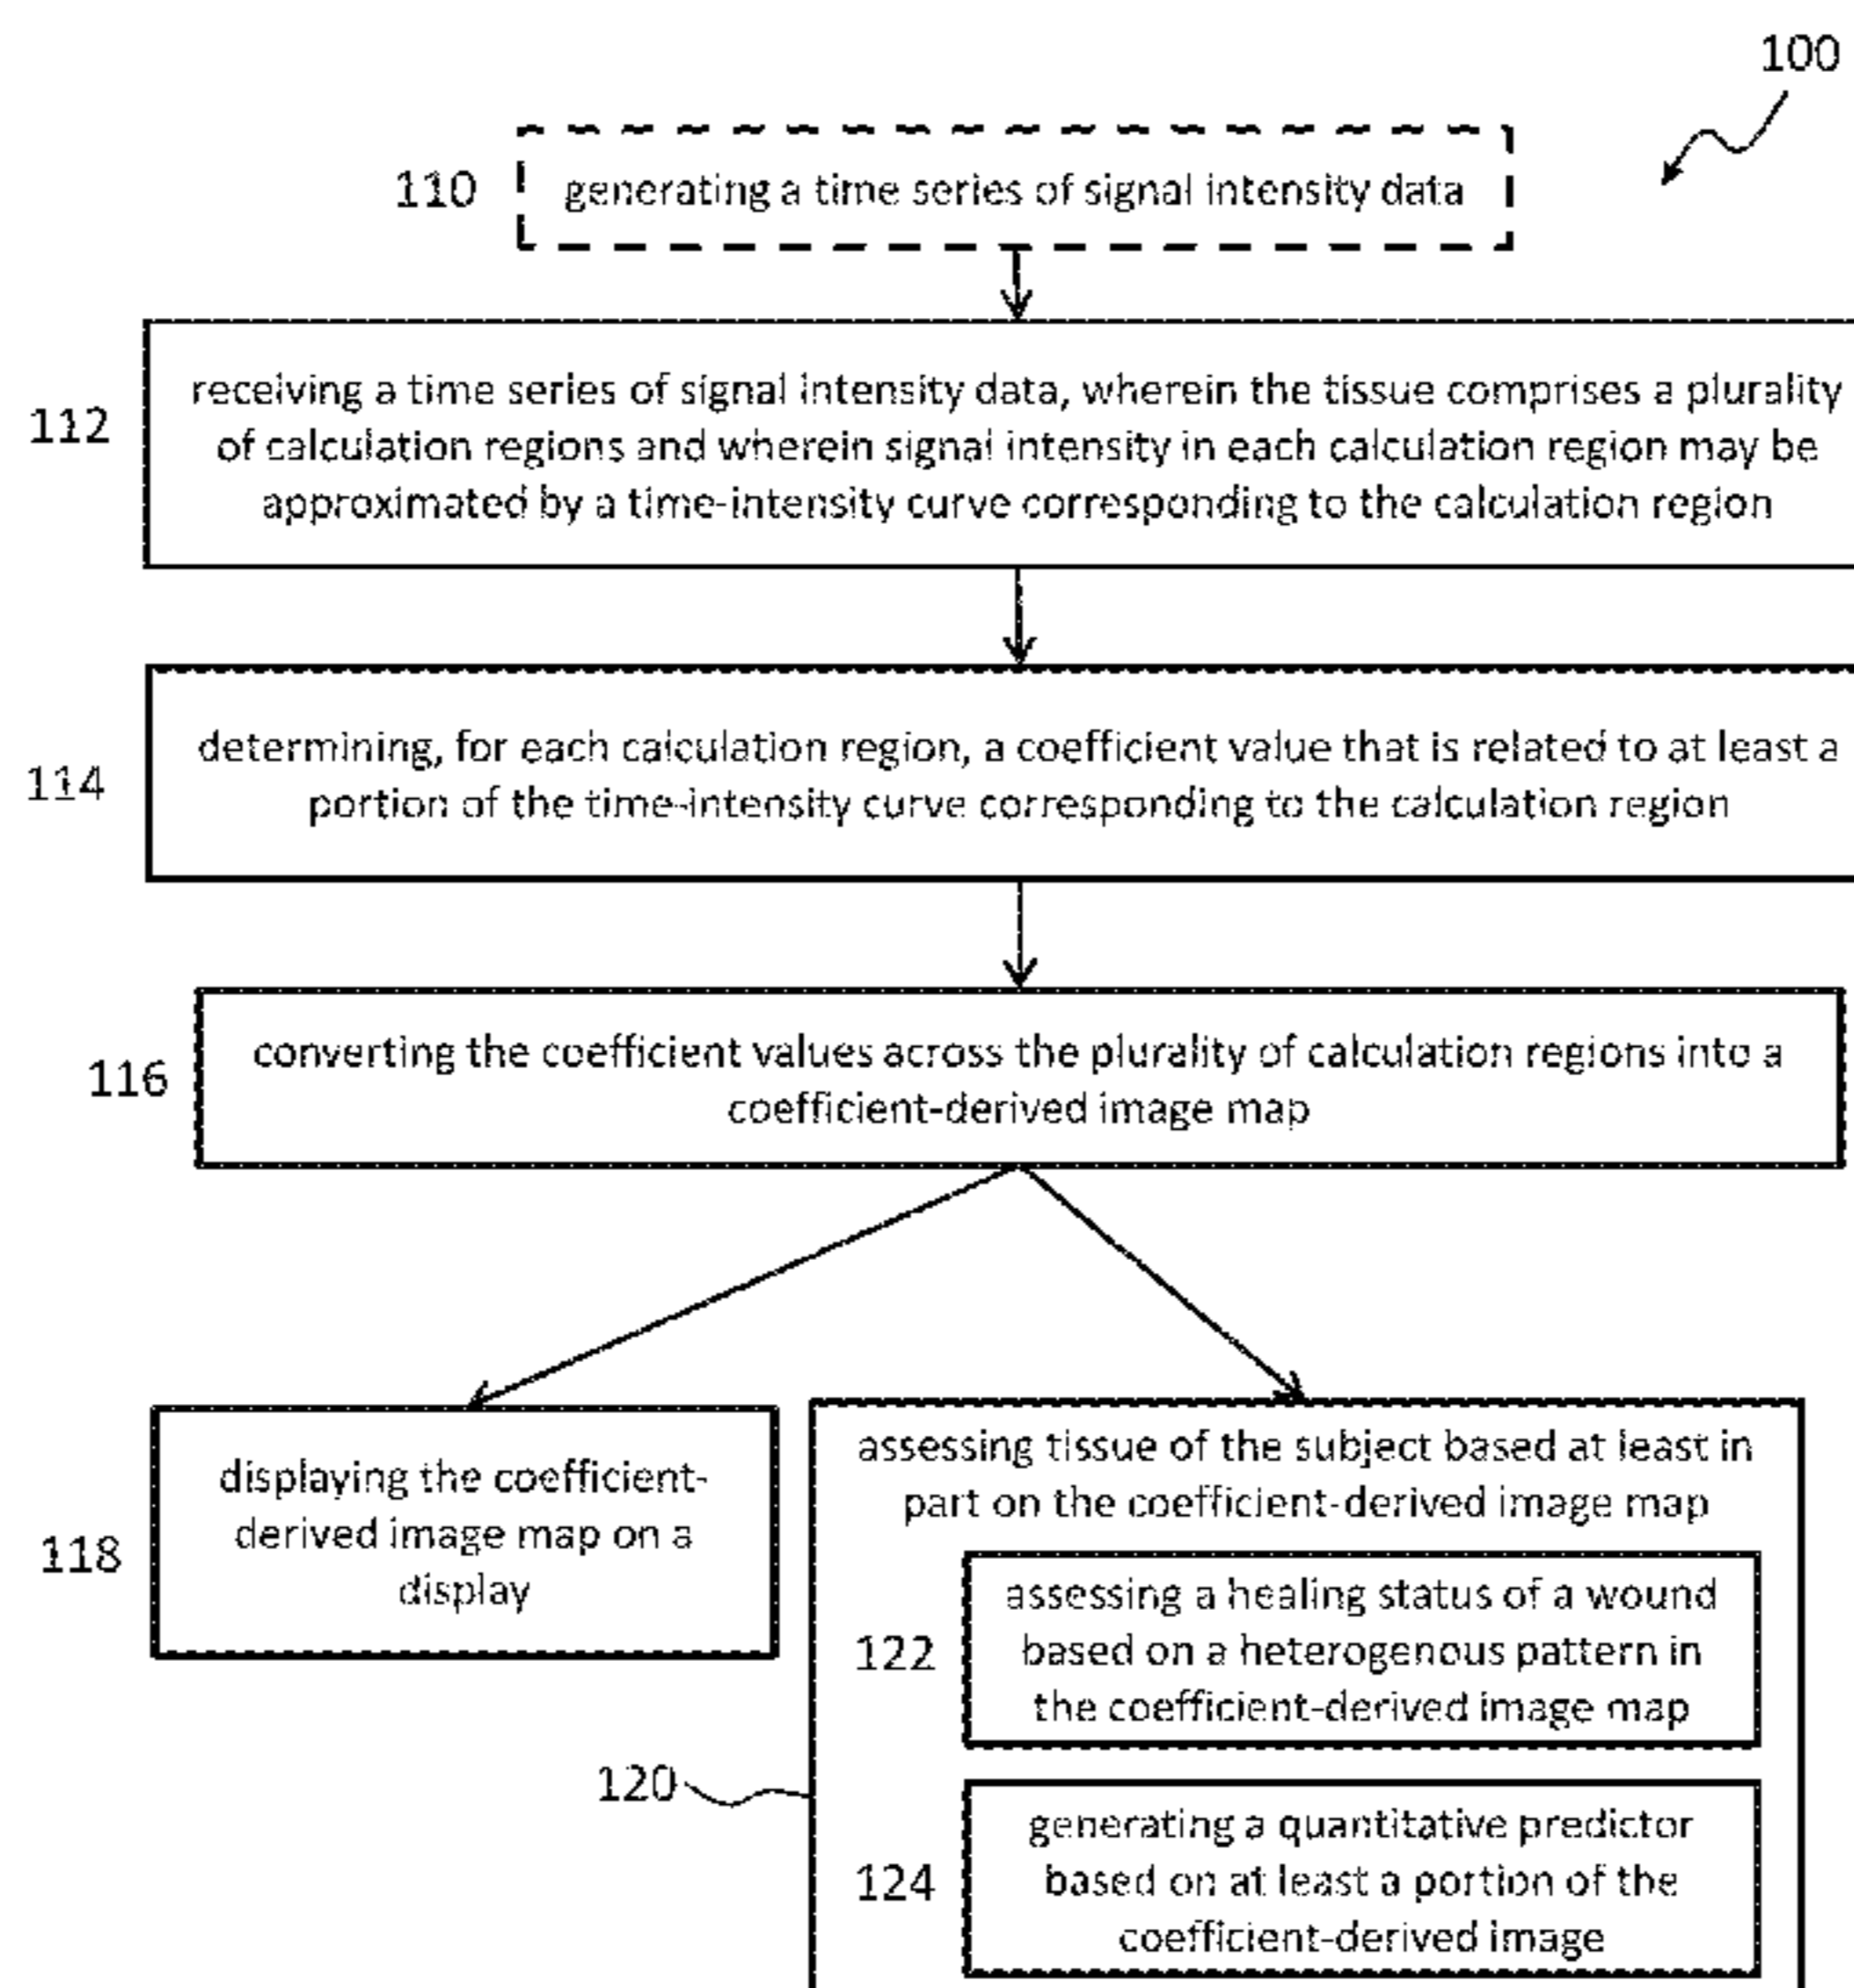 100
110
generating a time series of signal intensity data
112
receiving a time series of signal intensity data, wherein the tissue comprises a plurality
of calculation regions and wherein signal intensity in each calculation region may be
approximated by a time-intensity curve corresponding to the calculation region
114
determining, for each calculation region, a coefficient value that is related to at least a
portion of the time-intensity curve corresponding to the calculation region
116
converting the coefficient values across the plurality of calculation regions into a
coefficient-derived image map
118
displaying the coefficient-
derived image map on a
display
120
assessing tissue of the subject based at least in
part on the coefficient-derived image map
122
assessing a healing status of a wound
based on a heterogenous pattern in
the coefficient-derived image map
124
generating a quantitative predictor
based on at least a portion of the
coefficient-derived image